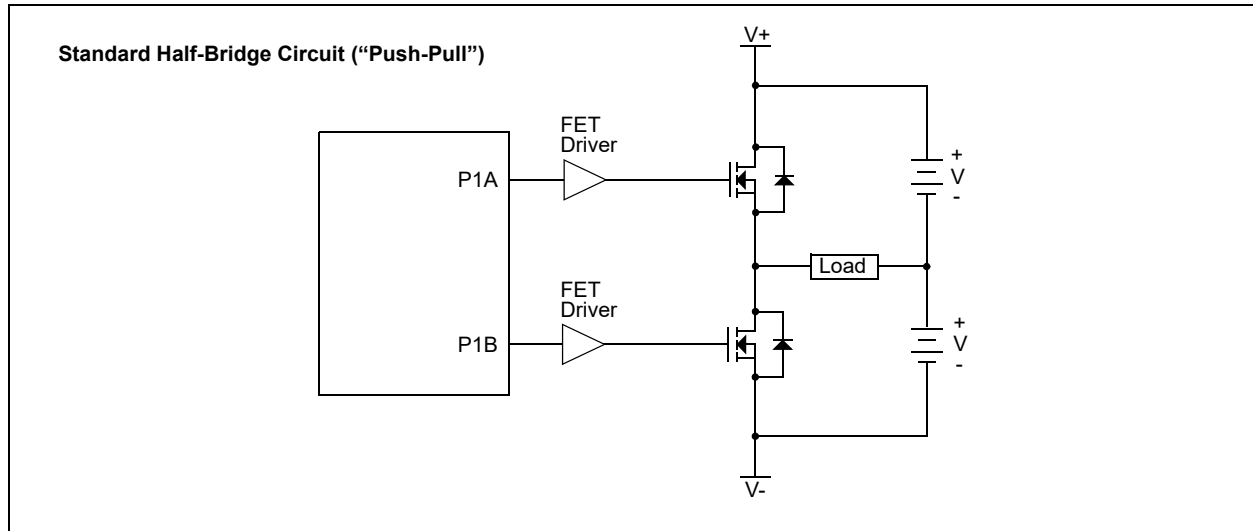 Standard Half-Bridge Circuit (“Push-Pull”)
V+
FET
Driver
P1A
+
V
-
Load
FET
Driver
P1B
+
V
-
V-